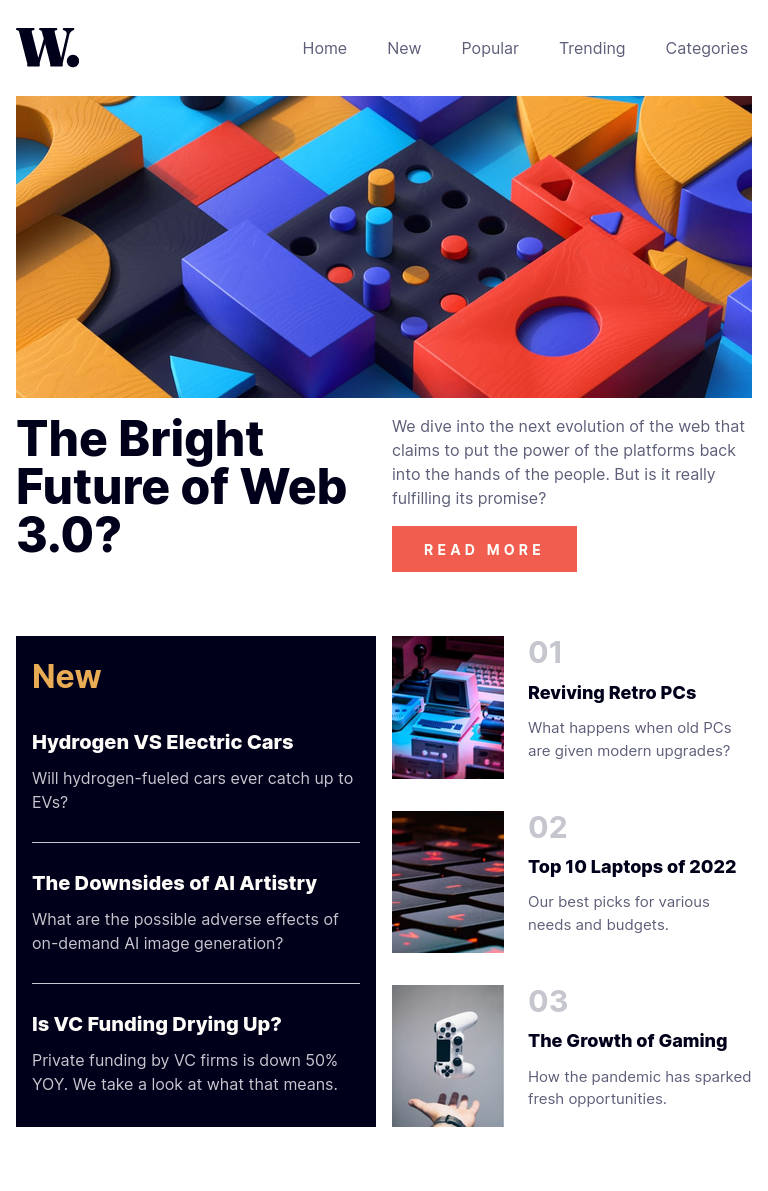 W.
Home New Popular Trending Categories
The Bright
Future of Web
3.0?
We dive into the next evolution of the web that
claims to put the power of the platforms back
into the hands of the people. But is it really
fulfilling its promise?
READ MORE
New
Hydrogen VS Electric Cars
Will hydrogen-fueled cars ever catch up to
EVs?
The Downsides of AI Artistry
What are the possible adverse effects of
on-demand AI image generation?
Is VC Funding Drying Up?
Private funding by VC firms is down 50%
YOY. We take a look at what that means.
01
Reviving Retro PCs
What happens when old PCs
are given modern upgrades?
02
Top 10 Laptops of 2022
Our best picks for various
needs and budgets.
03
The Growth of Gaming
How the pandemic has sparked
fresh opportunities.